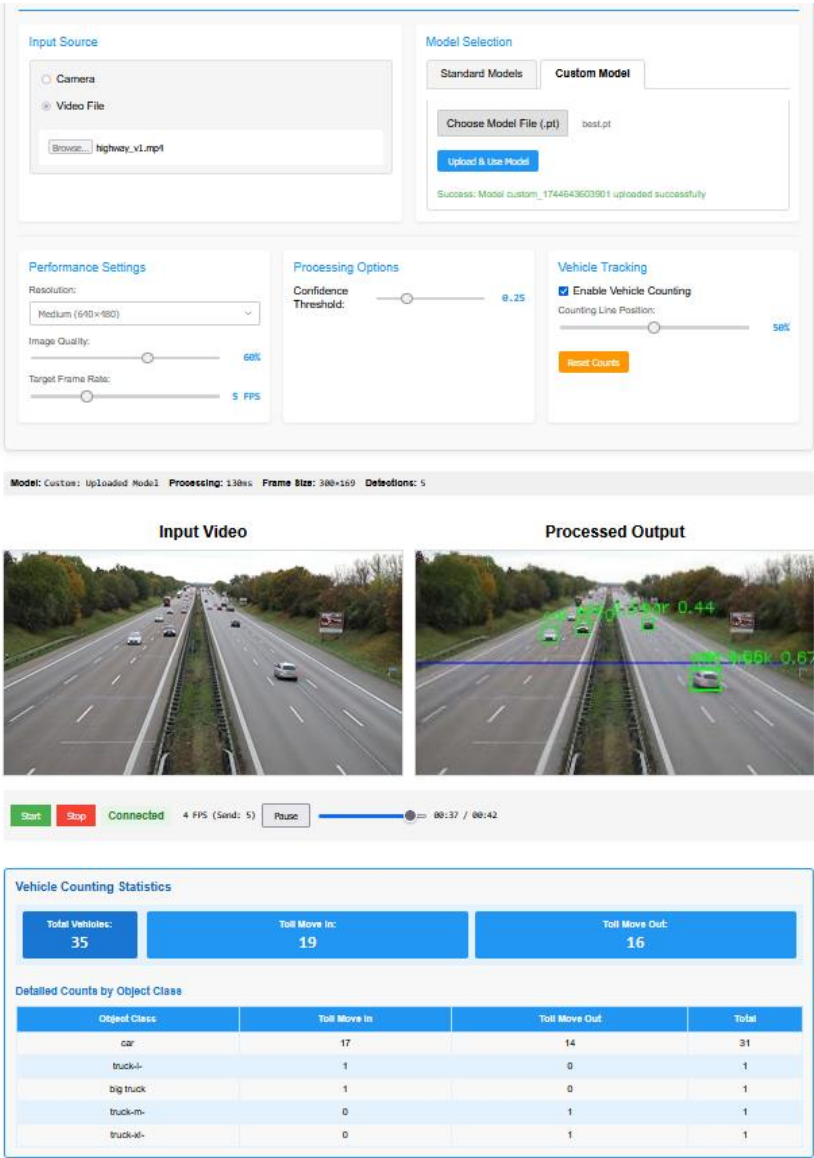 Input Source
Camera
Video File
Browse... highway_v1.mp4
Model Selection
Standard Models Custom Model
Choose Model File (.pt) best.pt
Upload & Use Model
Success: Model custom_1744643603901 uploaded successfully
Performance Settings
Resolution:
Medium (640×480)
Image Quality:
60%
Target Frame Rate:
5 FPS
Processing Options
Confidence
Threshold:
0.25
Vehicle Tracking
Enable Vehicle Counting
Counting Line Position:
50%
Reset Counts
Model: Custom: Uploaded Model Processing: 130ms Frame Size: 300×169 Detections: 5
Input Video
Processed Output
0.44
0.67
Start Stop Connected 4 FPS (Send: 5) Pause 00:37 / 00:42
Vehicle Counting Statistics
Total Vehicles: Toll Move In: Toll Move Out:
35 19 16
Detailed Counts by Object Class
Object Class Toll Move In Toll Move Out Total
car 17 14 31
truck-l- 1 0 1
big truck 1 0 1
truck-m- 0 1 1
truck-xl- 0 1 1